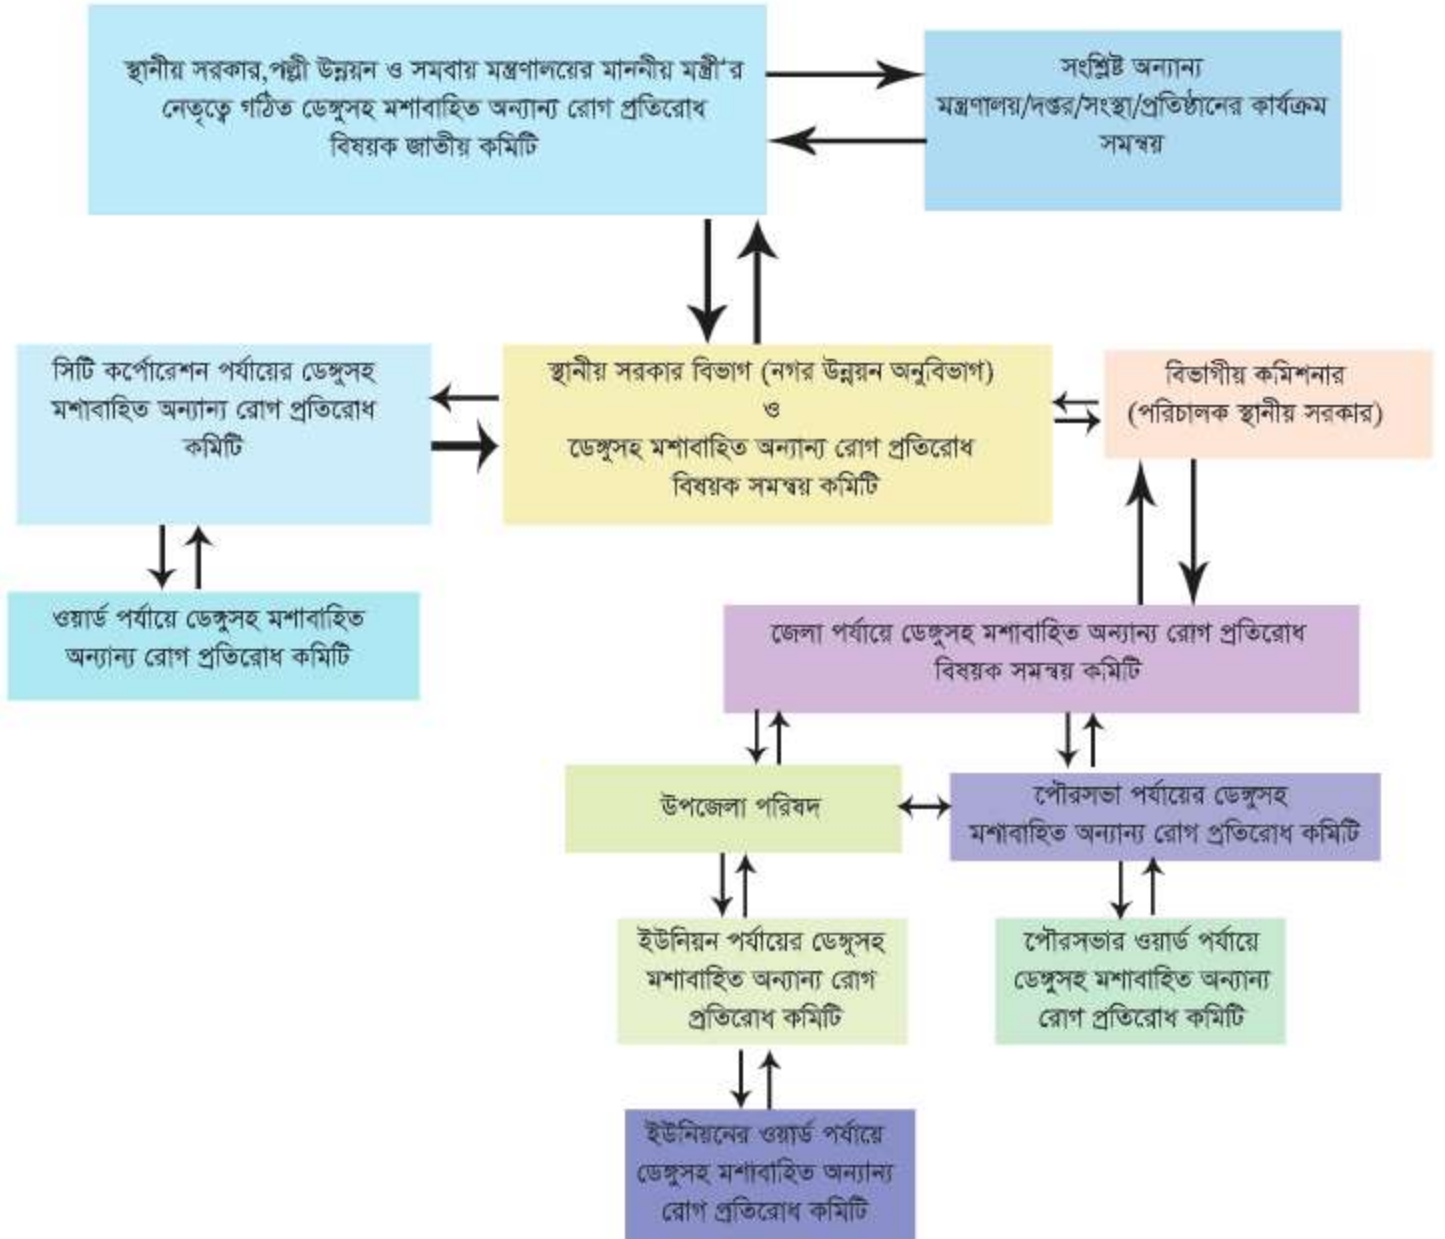 স্থানীয় সরকার,পল্লী উন্নয়ন ও সমবায় মন্ত্রণালয়ের মাননীয় মন্ত্রী'র
নেতৃত্বে গঠিত ডেঙ্গুসহ মশাবাহিত অন্যান্য রোগ প্রতিরোধ
বিষয়ক জাতীয় কমিটি
সংশ্লিষ্ট অন্যান্য
মন্ত্রণালয়/দপ্তর/সংস্থা/প্রতিষ্ঠানের কার্যক্রম
সমন্বয়
সিটি কর্পোরেশন পর্যায়ের ডেঙ্গুসহ
মশাবাহিত অন্যান্য রোগ প্রতিরোধ
কমিটি
স্থানীয় সরকার বিভাগ (নগর উন্নয়ন অনুবিভাগ)
ও
ডেঙ্গুসহ মশাবাহিত অন্যান্য রোগ প্রতিরোধ
বিষয়ক সমন্বয় কমিটি
বিভাগীয় কমিশনার
(পরিচালক স্থানীয় সরকার)
ওয়ার্ড পর্যায়ে ডেঙ্গুসহ মশাবাহিত
অন্যান্য রোগ প্রতিরোধ কমিটি
জেলা পর্যায়ে ডেঙ্গুসহ মশাবাহিত অন্যান্য রোগ প্রতিরোধ
বিষয়ক সমন্বয় কমিটি
উপজেলা পরিষদ
পৌরসভা পর্যায়ের ডেঙ্গুসহ
মশাবাহিত অন্যান্য রোগ প্রতিরোধ কমিটি
ইউনিয়ন পর্যায়ের ডেঙ্গুসহ
মশাবাহিত অন্যান্য রোগ
প্রতিরোধ কমিটি
পৌরসভার ওয়ার্ড পর্যায়ে
ডেঙ্গুসহ মশাবাহিত অন্যান্য
রোগ প্রতিরোধ কমিটি
ইউনিয়নের ওয়ার্ড পর্যায়ে
ডেঙ্গুসহ মশাবাহিত অন্যান্য
রোগ প্রতিরোধ কমিটি